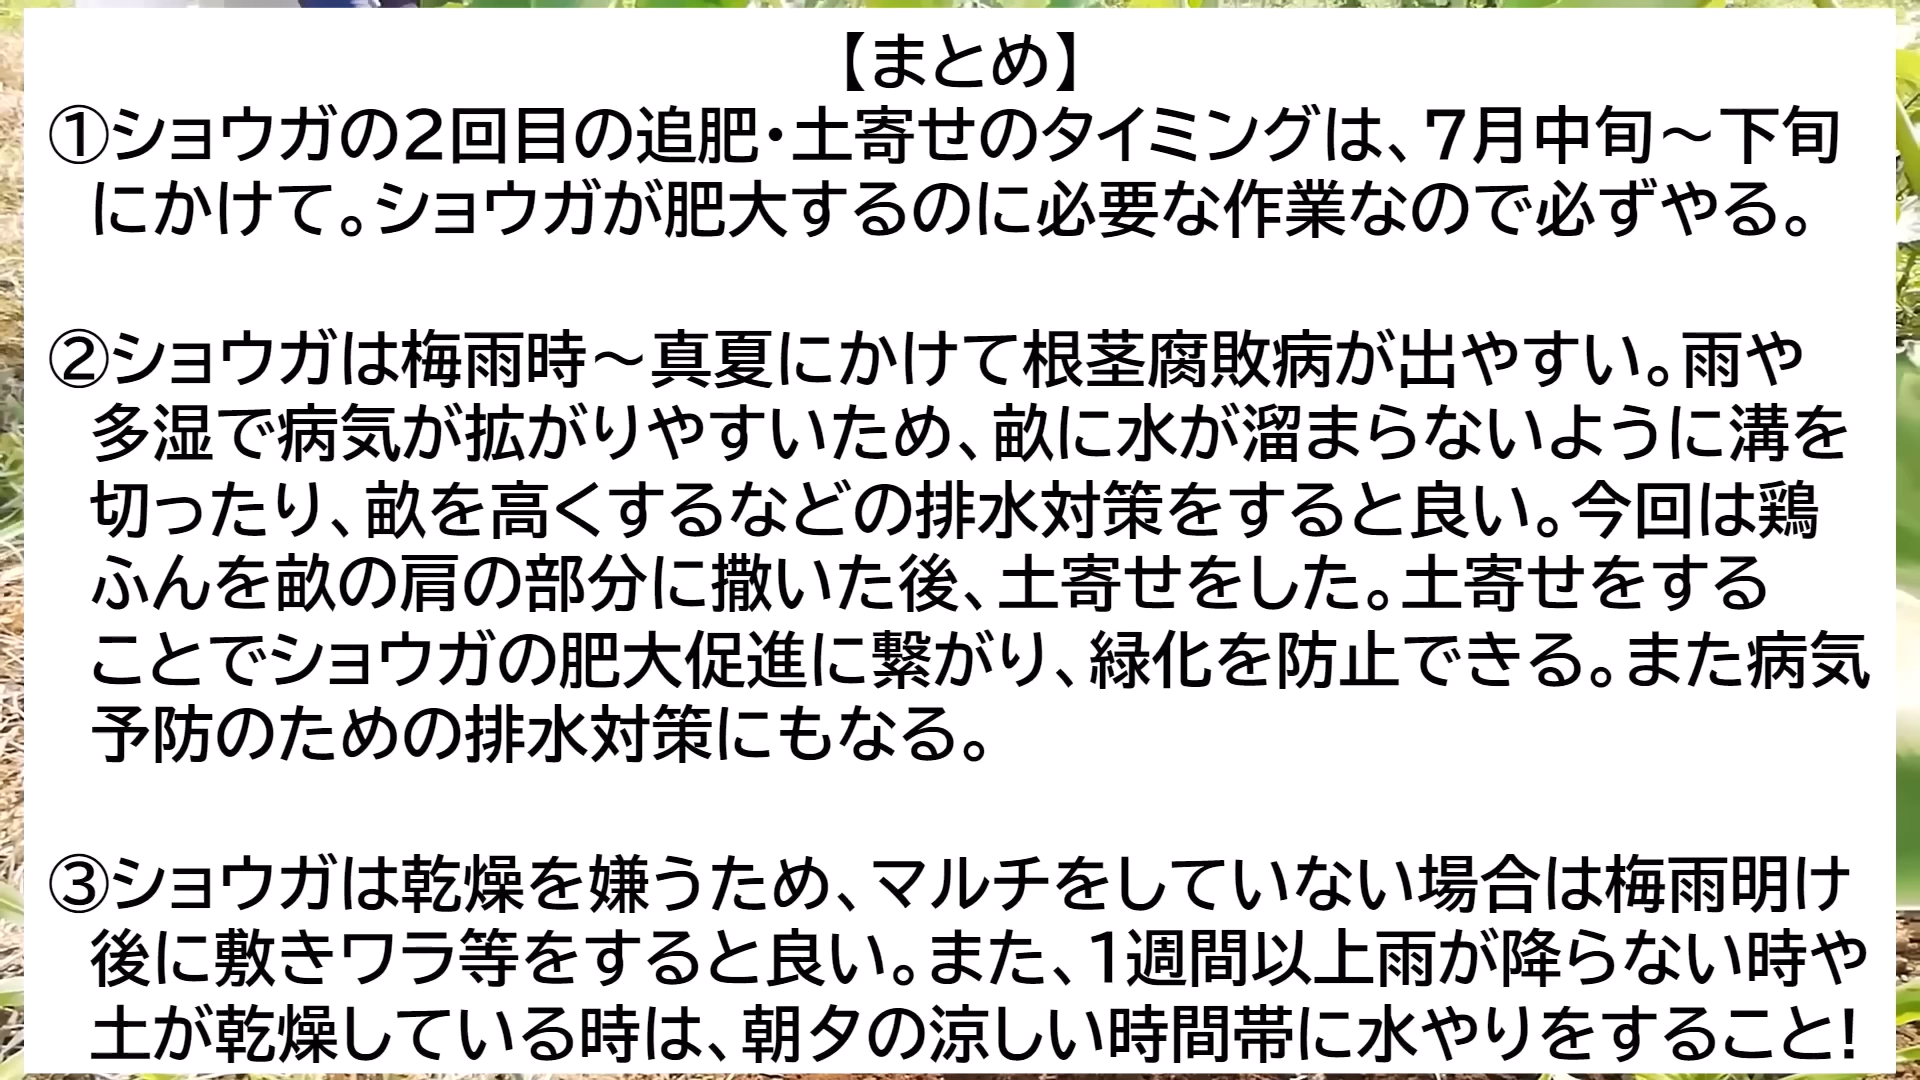 【まとめ】
①ショウガの2回目の追肥・土寄せのタイミングは、7月中旬～下旬
にかけて。ショウガが肥大するのに必要な作業なので必ずやる。
②ショウガは梅雨時～真夏にかけて根茎腐敗病が出やすい。雨や
多湿で病気が拡がりやすいため、畝に水が溜まらないように溝を
切ったり、畝を高くするなどの排水対策をすると良い。今回は鶏
ふんを畝の肩の部分に撒いた後、土寄せをした。土寄せをする
ことでショウガの肥大促進に繋がり、緑化を防止できる。また病気
予防のための排水対策にもなる。
③ショウガは乾燥を嫌うため、マルチをしていない場合は梅雨明け
後に敷きワラ等をすると良い。また、1週間以上雨が降らない時や
土が乾燥している時は、朝夕の涼しい時間帯に水やりをすること!